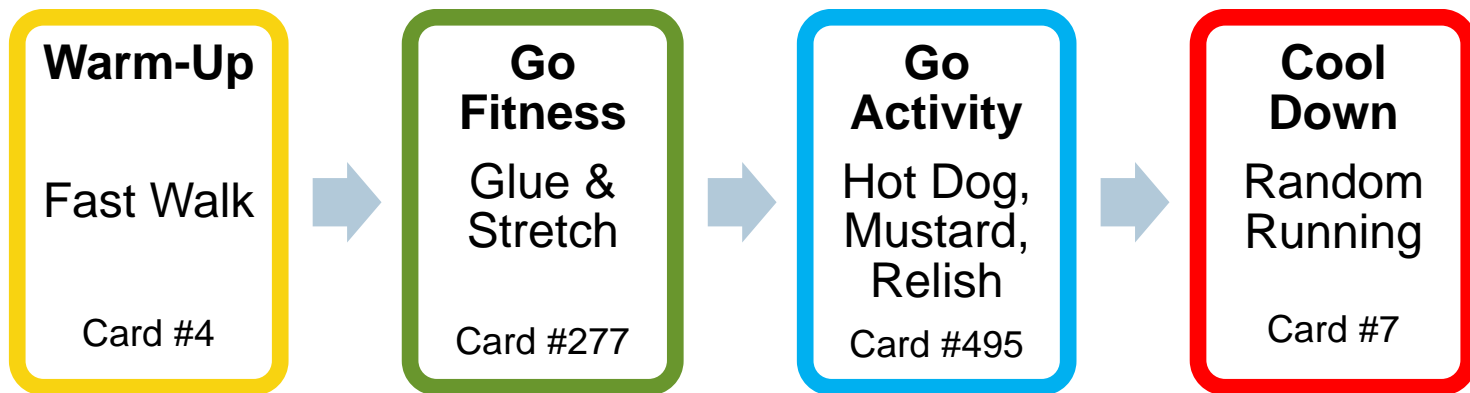 Warm-Up
Fast Walk
Card #4
Go
Fitness
Glue &
Stretch
Card #277
Go
Activity
Hot Dog,
Mustard,
Relish
Card #495
Cool
Down
Random
Running
Card #7